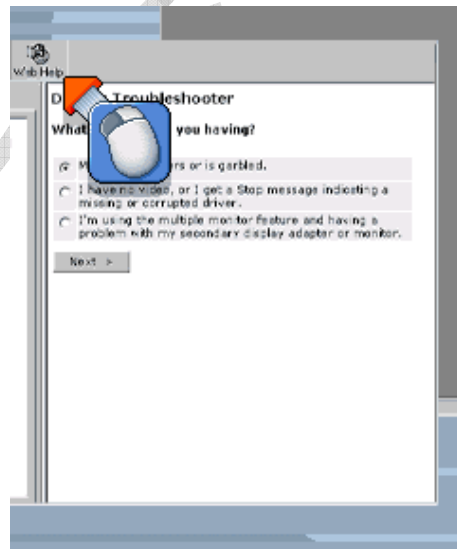 Web Help
D Troubleshooter
What you having?
M rs or is garbled.
I have no video, or I get a Stop message indicating a
missing or corrupted driver.
I'm using the multiple monitor feature and having a
problem with my secondary display adapter or monitor.
Next >